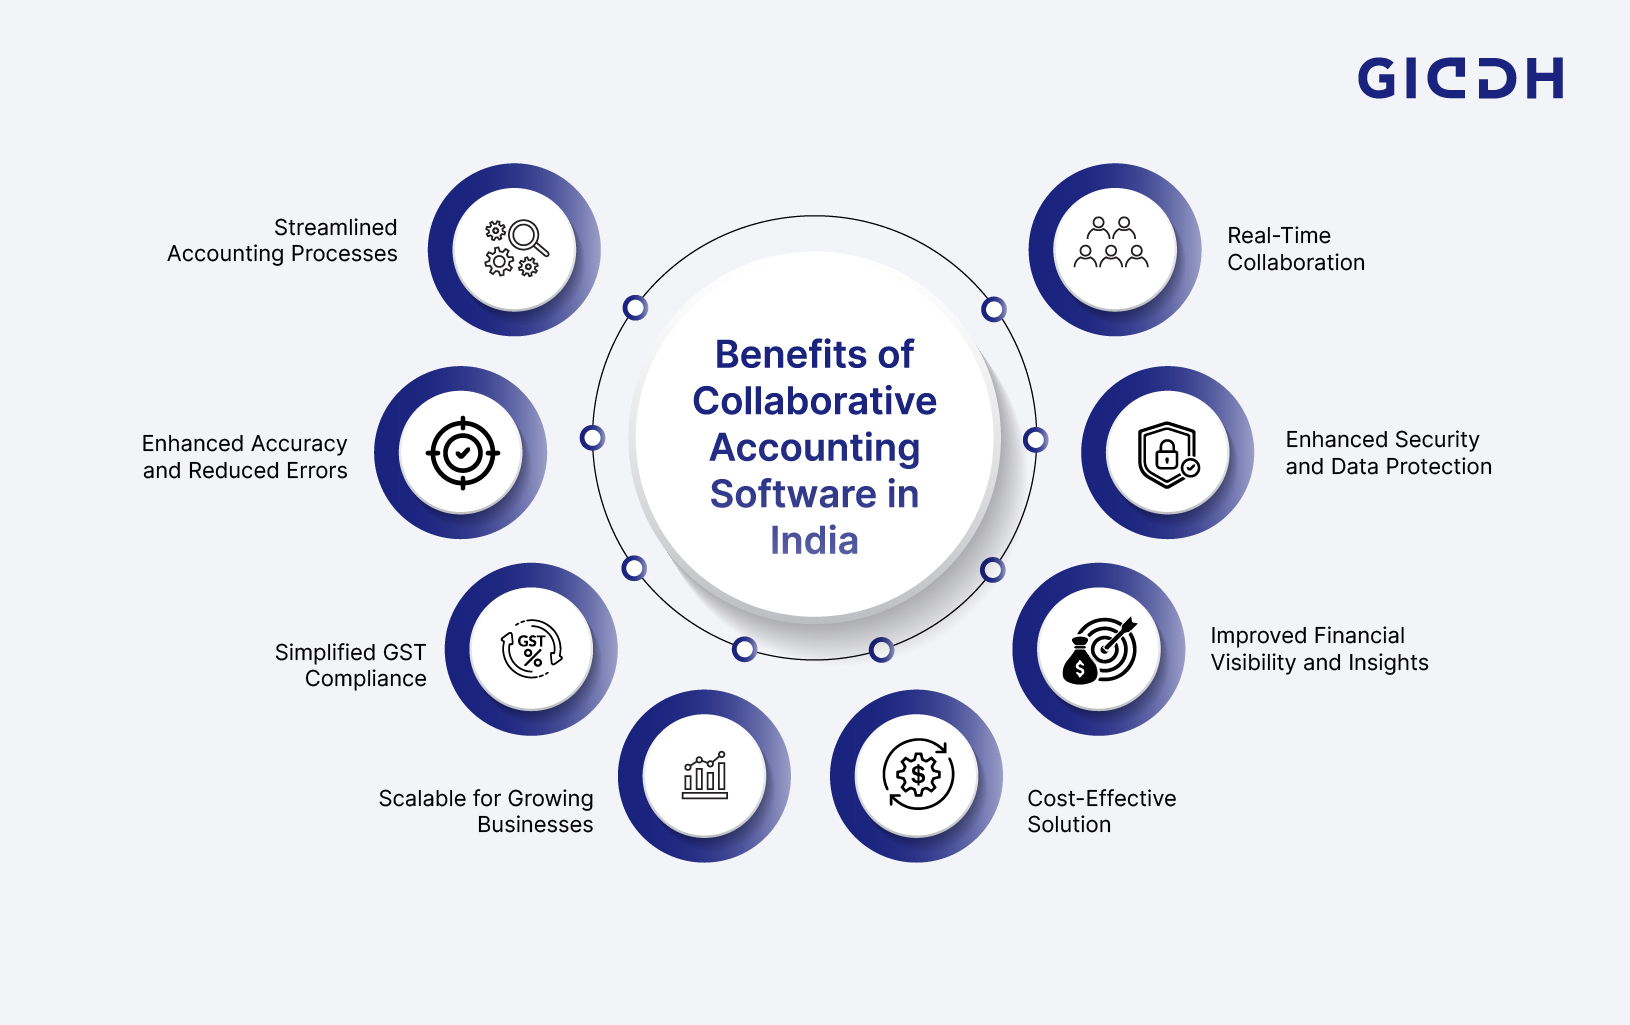 GIDDH
Streamlined
Accounting Processes
Real-Time
Collaboration
Benefits of
Collaborative
Accounting
Software in
India
Enhanced Accuracy
and Reduced Errors
Enhanced Security
and Data Protection
Simplified GST
Compliance
GST
%
Improved Financial
Visibility and Insights
$
Scalable for Growing
Businesses
$
Cost-Effective
Solution